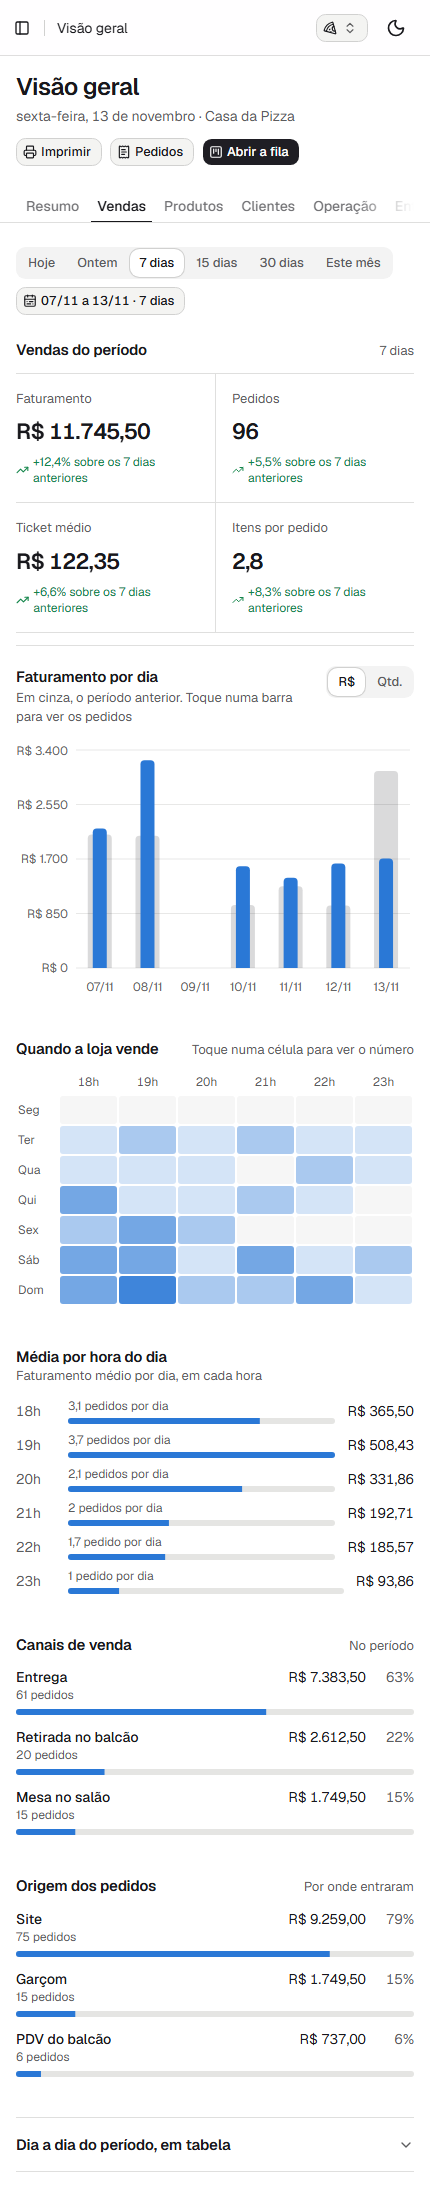 Visão geral
Visão geral
sexta-feira, 13 de novembro · Casa da Pizza
Imprimir
Pedidos
Abrir a fila
Resumo
Vendas
Produtos
Clientes
Operação
En
Hoje
Ontem
7 dias
15 dias
30 dias
Este mês
07/11 a 13/11 · 7 dias
Vendas do período
7 dias
Faturamento
R$ 11.745,50
+12,4% sobre os 7 dias
anteriores
Pedidos
96
+5,5% sobre os 7 dias
anteriores
Ticket médio
R$ 122,35
+6,6% sobre os 7 dias
anteriores
Itens por pedido
2,8
+8,3% sobre os 7 dias
anteriores
Faturamento por dia
Em cinza, o período anterior. Toque numa barra
para ver os pedidos
R$
Qtd.
R$ 3.400
R$ 2.550
R$ 1.700
R$ 850
R$ 0
07/11
08/11
09/11
10/11
11/11
12/11
13/11
Quando a loja vende
Toque numa célula para ver o número
18h
19h
20h
21h
22h
23h
Seg
Ter
Qua
Qui
Sex
Sáb
Dom
Média por hora do dia
Faturamento médio por dia, em cada hora
18h
3,1 pedidos por dia
R$ 365,50
19h
3,7 pedidos por dia
R$ 508,43
20h
2,1 pedidos por dia
R$ 331,86
21h
2 pedidos por dia
R$ 192,71
22h
1,7 pedido por dia
R$ 185,57
23h
1 pedido por dia
R$ 93,86
Canais de venda
No período
Entrega
R$ 7.383,50
63%
61 pedidos
Retirada no balcão
R$ 2.612,50
22%
20 pedidos
Mesa no salão
R$ 1.749,50
15%
15 pedidos
Origem dos pedidos
Por onde entraram
Site
R$ 9.259,00
79%
75 pedidos
Garçom
R$ 1.749,50
15%
15 pedidos
PDV do balcão
R$ 737,00
6%
6 pedidos
Dia a dia do período, em tabela